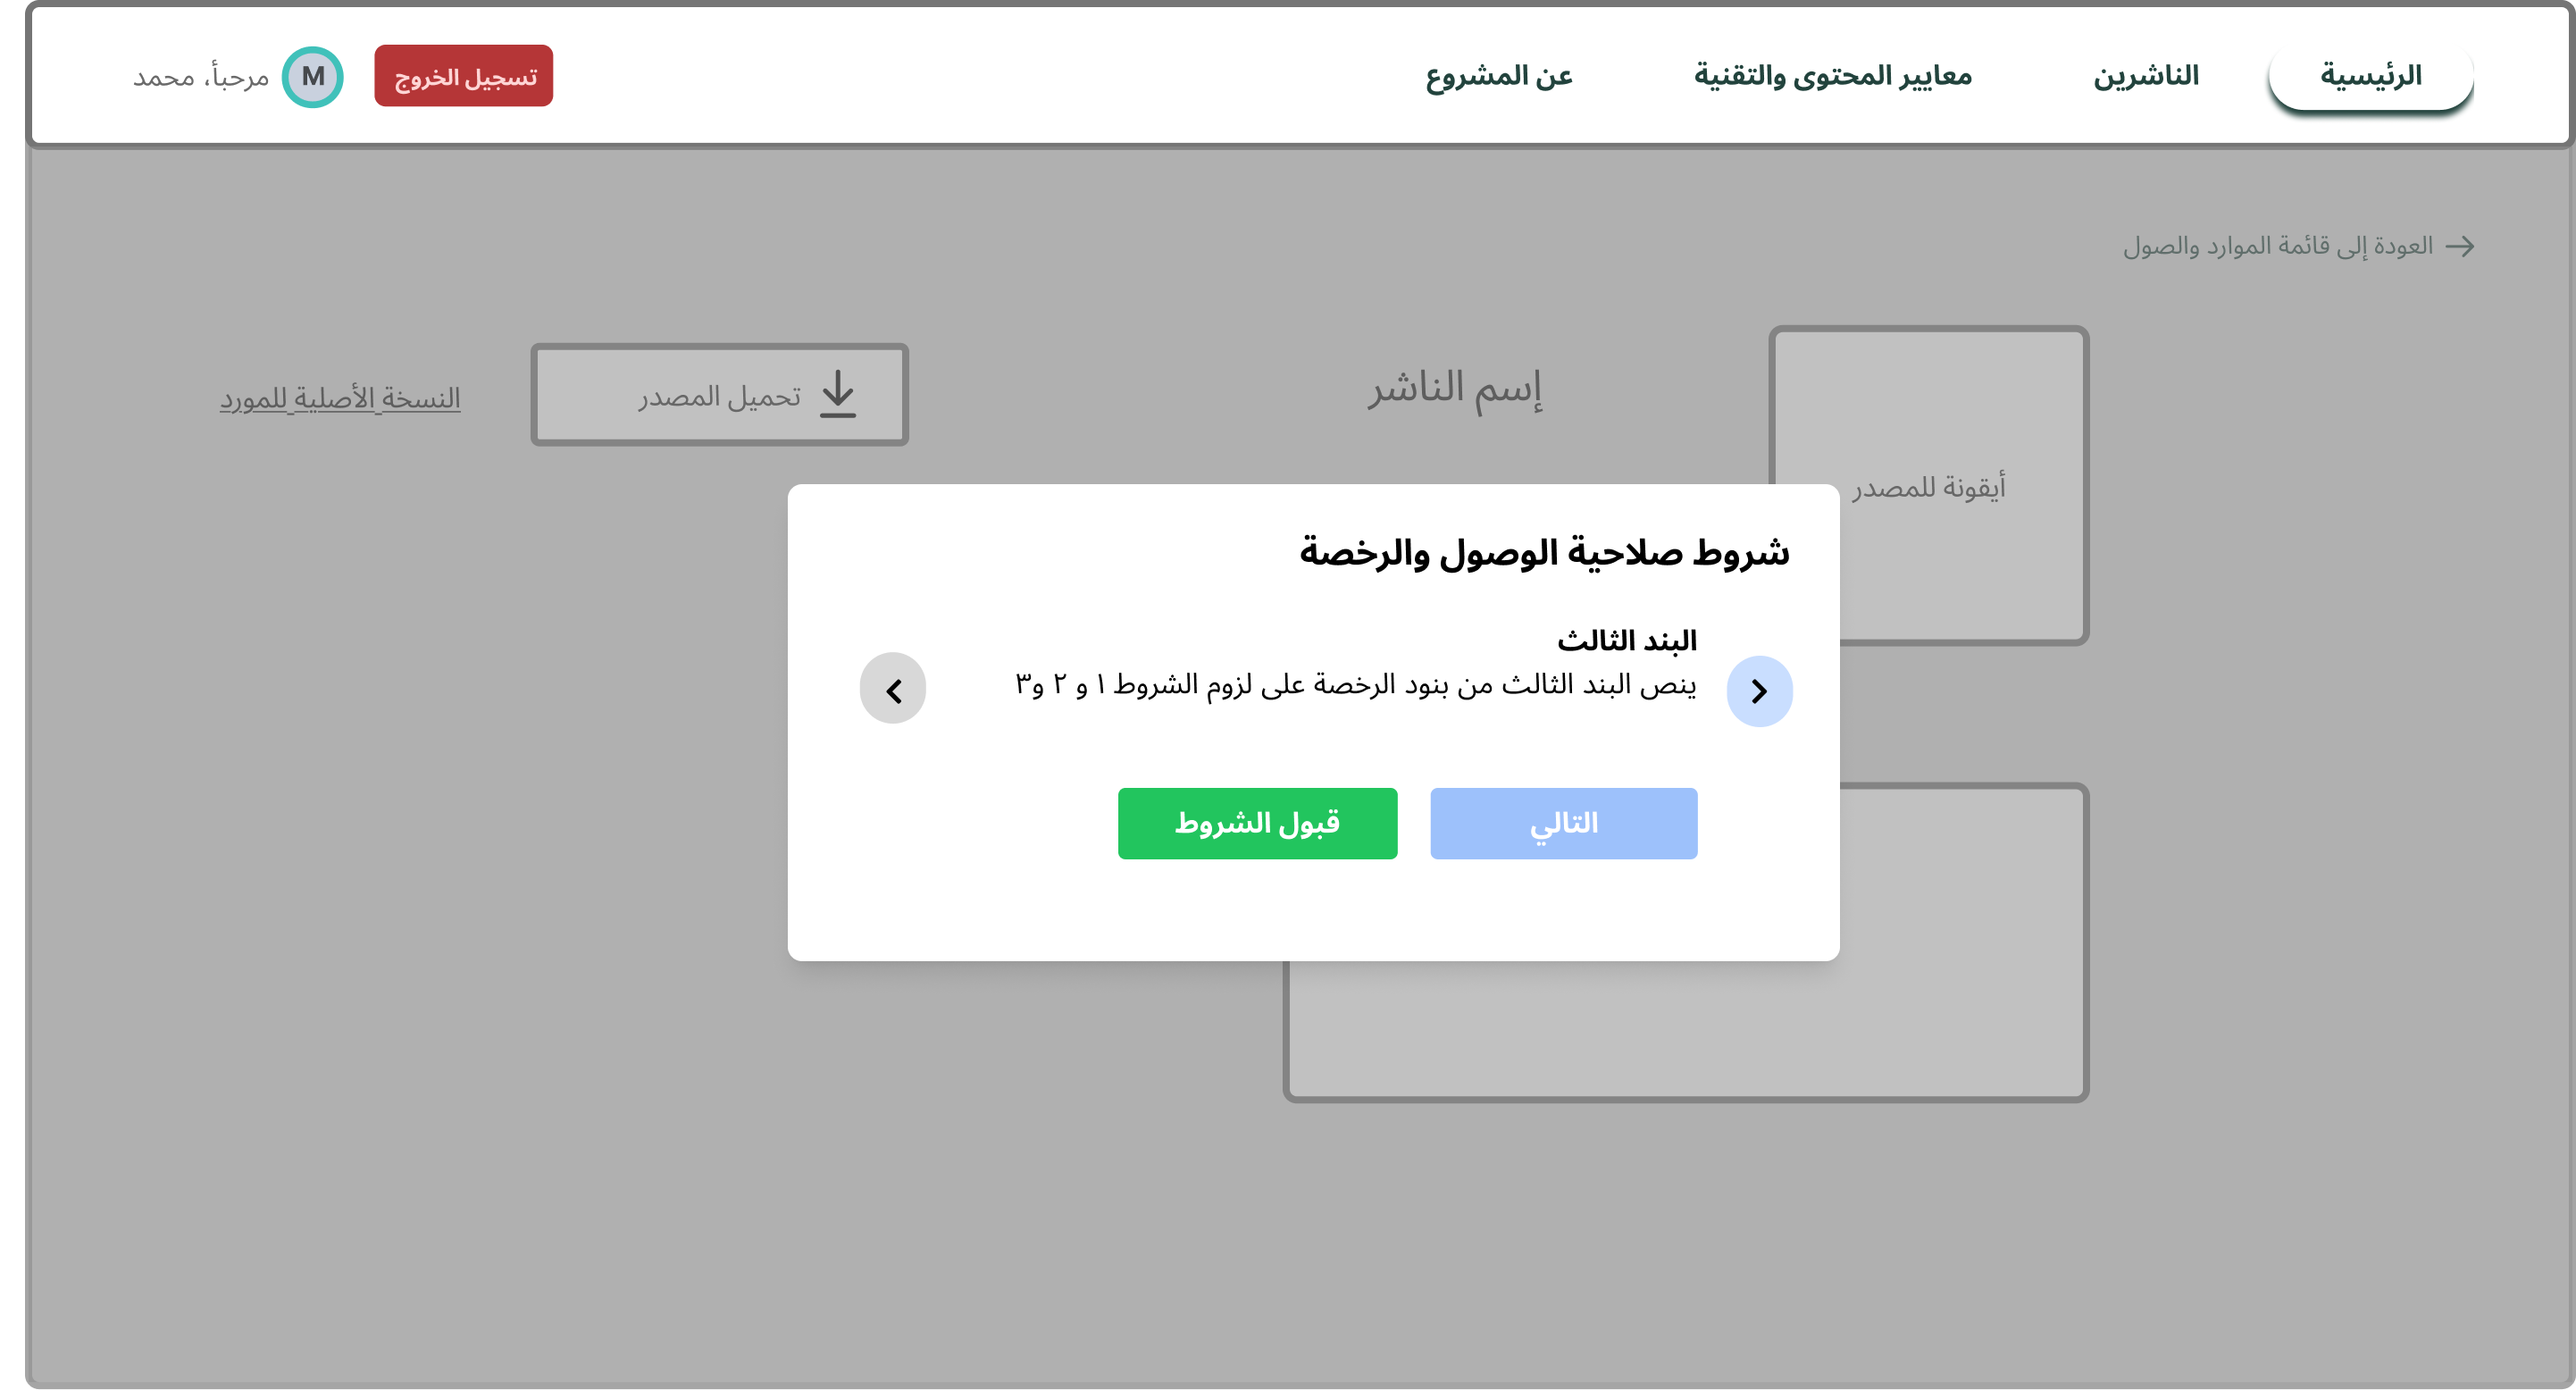 الرئيسية
الناشرين
معايير المحتوى والتقنية
عن المشروع
تسجيل الخروج
M
مرحبأ، محمد
العودة إلى قائمة الموارد والصول
إسم الناشر
تحميل المصدر
النسخة الأصلية للمورد
أيقونة للمصدر
شروط صلاحية الوصول والرخصة
البند الثالث
ينص البند الثالث من بنود الرخصة على لزوم الشروط ١ و ٢ و٣
التالي
قبول الشروط